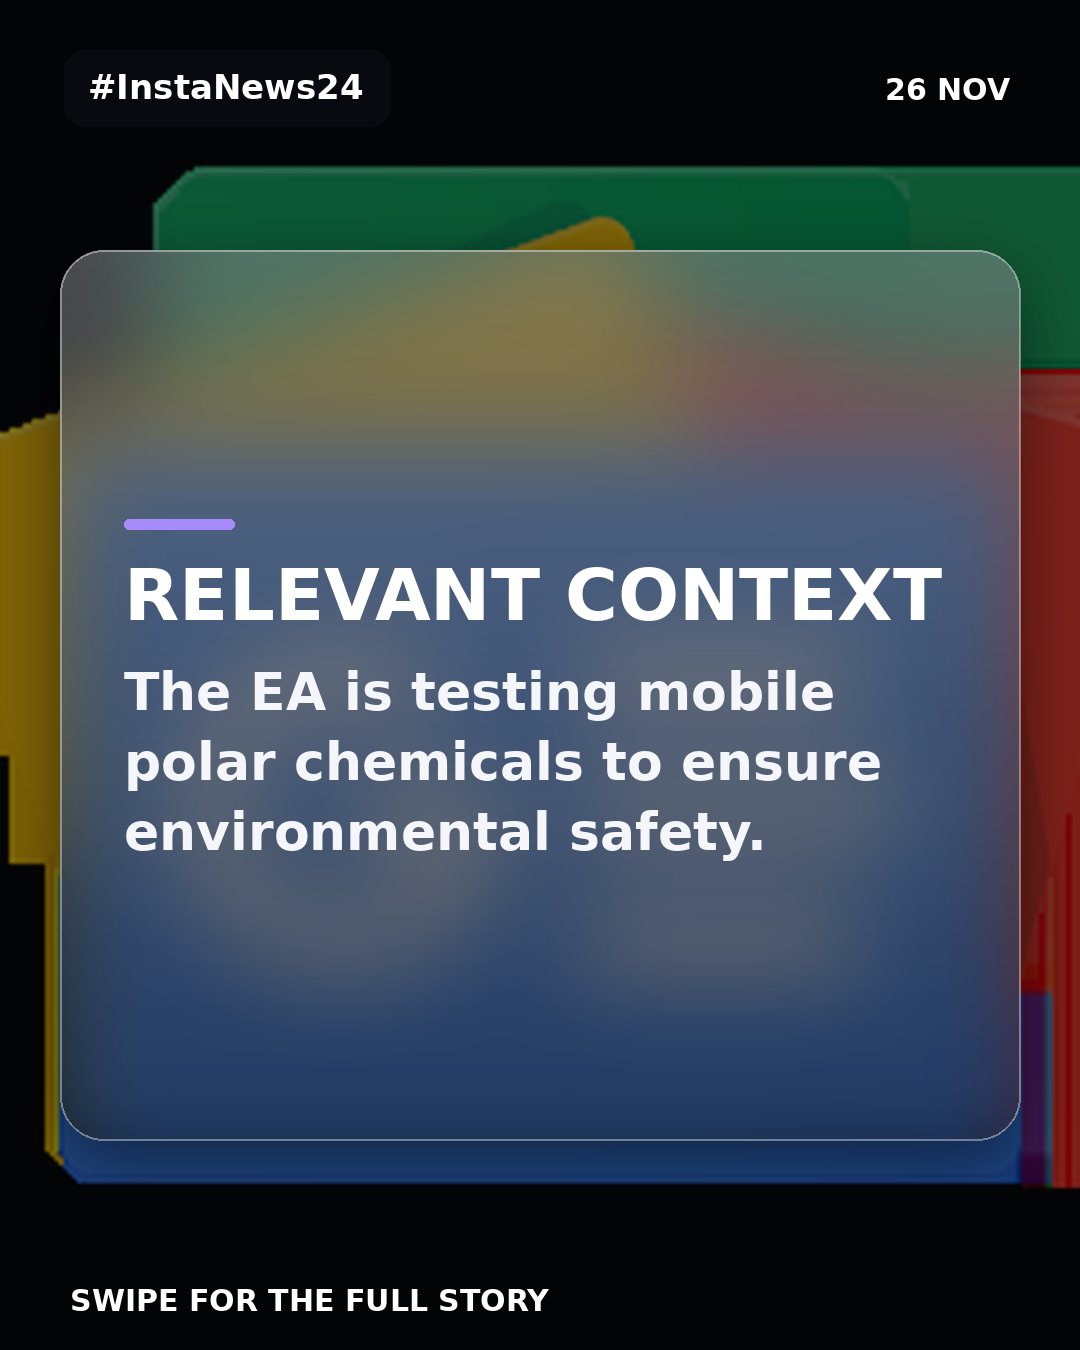 #InstaNews24
26 NOV
RELEVANT CONTEXT
The EA is testing mobile
polar chemicals to ensure
environmental safety.
SWIPE FOR THE FULL STORY